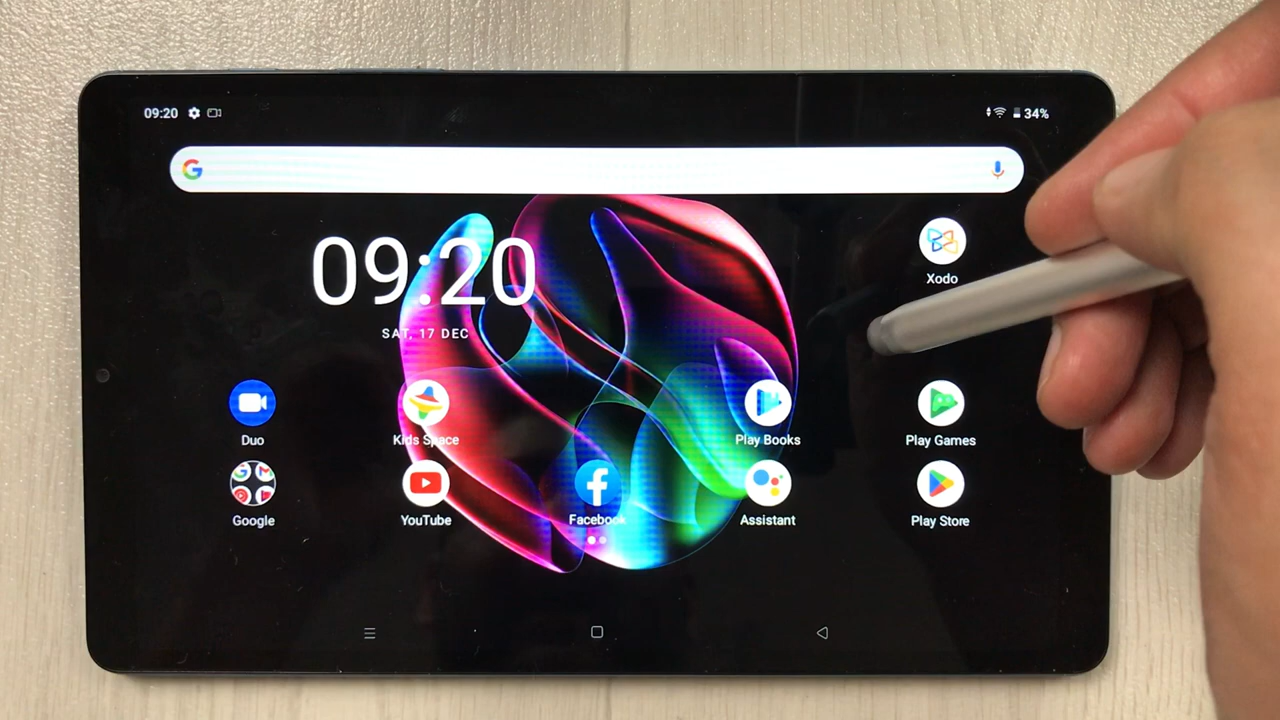 09:20
34%
09:20
SAT, 17 DEC
Xodo
Duo
Kids Space
Play Books
Play Games
Google
YouTube
Facebook
Assistant
Play Store